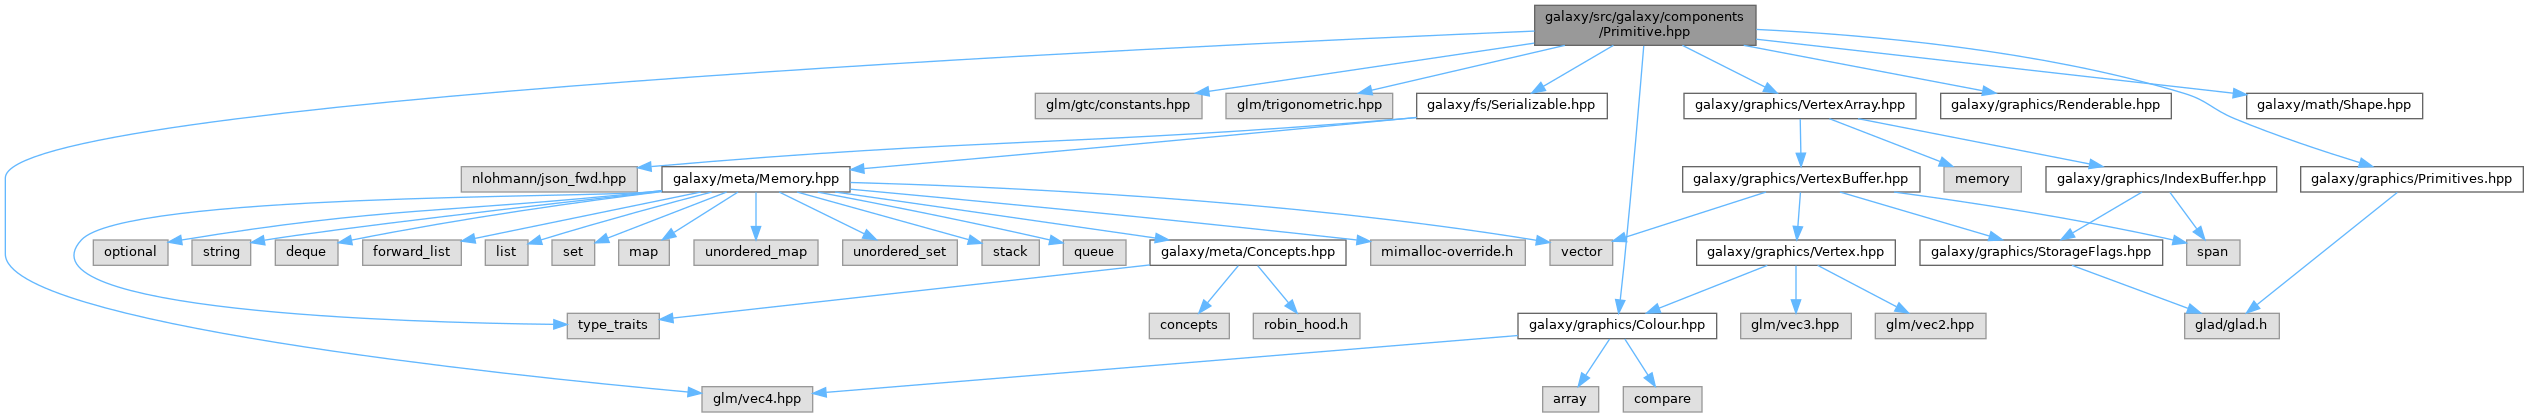 galaxy/src/galaxy/components
/Primitive.hpp
glm/gtc/constants.hpp
glm/trigonometric.hpp
galaxy/fs/Serializable.hpp
galaxy/graphics/VertexArray.hpp
galaxy/graphics/Renderable.hpp
galaxy/math/Shape.hpp
nlohmann/json_fwd.hpp
galaxy/meta/Memory.hpp
galaxy/graphics/VertexBuffer.hpp
memory
galaxy/graphics/IndexBuffer.hpp
galaxy/graphics/Primitives.hpp
optional
string
deque
forward_list
list
set
map
unordered_map
unordered_set
stack
queue
galaxy/meta/Concepts.hpp
mimalloc-override.h
vector
galaxy/graphics/Vertex.hpp
galaxy/graphics/StorageFlags.hpp
span
type_traits
concepts
robin_hood.h
galaxy/graphics/Colour.hpp
glm/vec3.hpp
glm/vec2.hpp
glad/glad.h
glm/vec4.hpp
array
compare